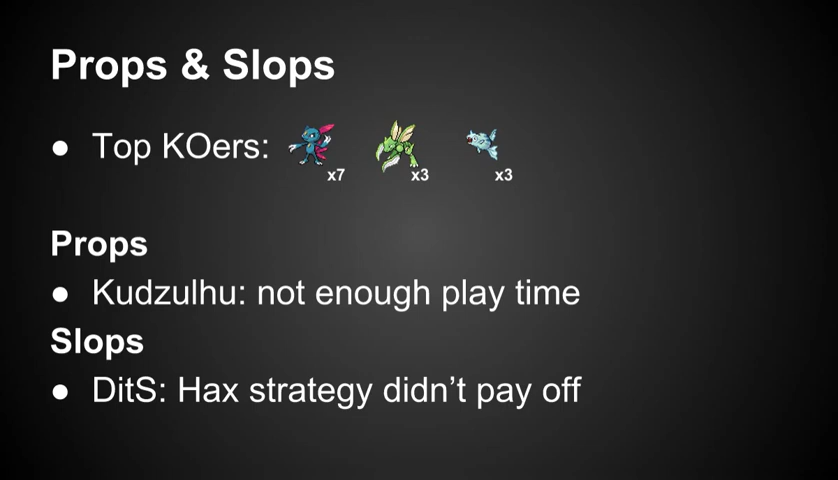 Props & Slops
● Top KOers:
x7 x3 x3
Props
● Kudzulhu: not enough play time
Slops
● DitS: Hax strategy didn't pay off